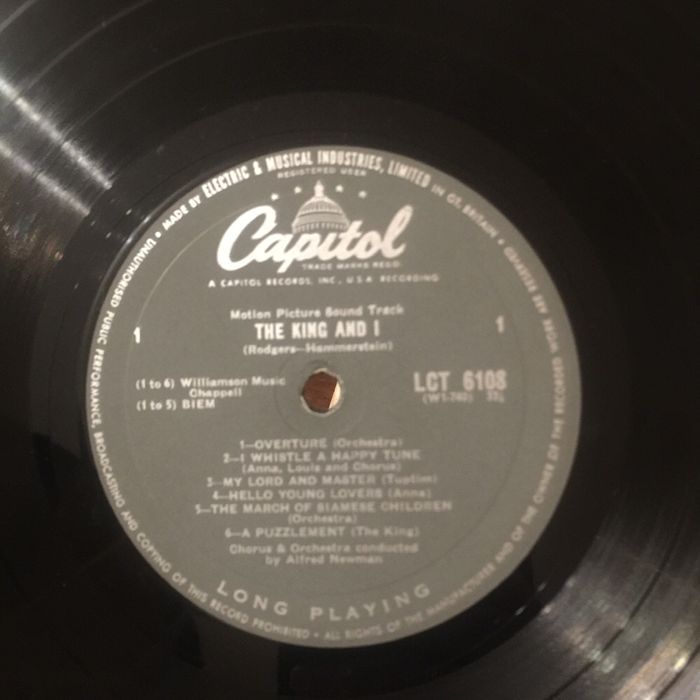 UNAUTHORISED PUBLIC PERFORMANCE, BROADCASTING AND COPYING OF THIS RECORD PROHIBITED • ALL RIGHTS OF THE MANUFACTURER AND OF THE OWNER OF THE RECORDED WORK ARE RESERVED
• MADE BY ELECTRIC & MUSICAL INDUSTRIES, LIMITED IN GT. BRITAIN •
REGISTERED USER
Capitol
TRADE MARKS REGD.
A CAPITOL RECORDS, INC., U.S.A. RECORDING
Motion Picture Sound Track
1 THE KING AND I 1
(Rodgers—Hammerstein)
(1 to 6) Williamson Music
Chappell
(1 to 5) BIEM
LCT 6108
(W1-740) 33⅓
1—OVERTURE (Orchestra)
2—I WHISTLE A HAPPY TUNE
(Anna, Louis and Chorus)
3—MY LORD AND MASTER (Tuptim)
4—HELLO YOUNG LOVERS (Anna)
5—THE MARCH OF SIAMESE CHILDREN
(Orchestra)
6—A PUZZLEMENT (The King)
Chorus & Orchestra conducted
by Alfred Newman
LONG PLAYING